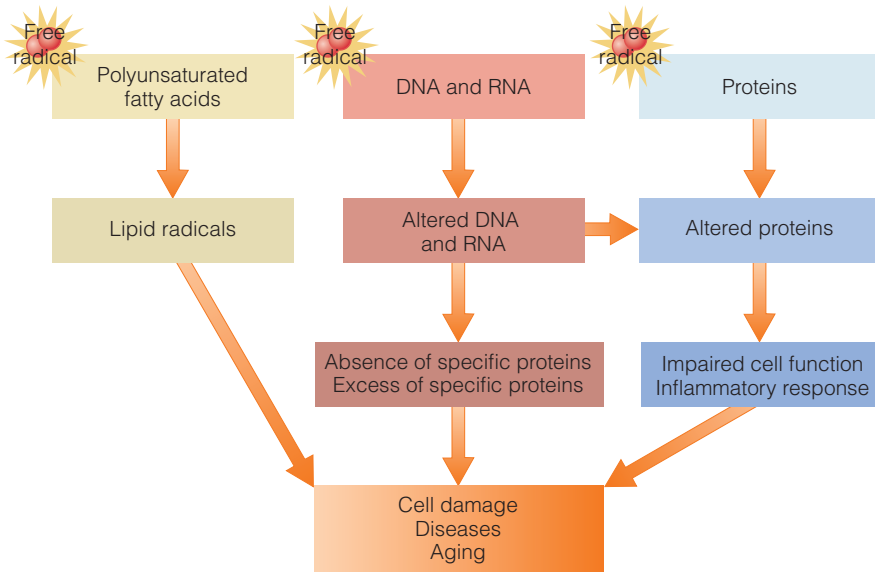 Free
radical
Polyunsaturated
fatty acids
Free
radical
DNA and RNA
Free
radical
Proteins
Lipid radicals
Altered DNA
and RNA
Altered proteins
Absence of specific proteins
Excess of specific proteins
Impaired cell function
Inflammatory response
Cell damage
Diseases
Aging